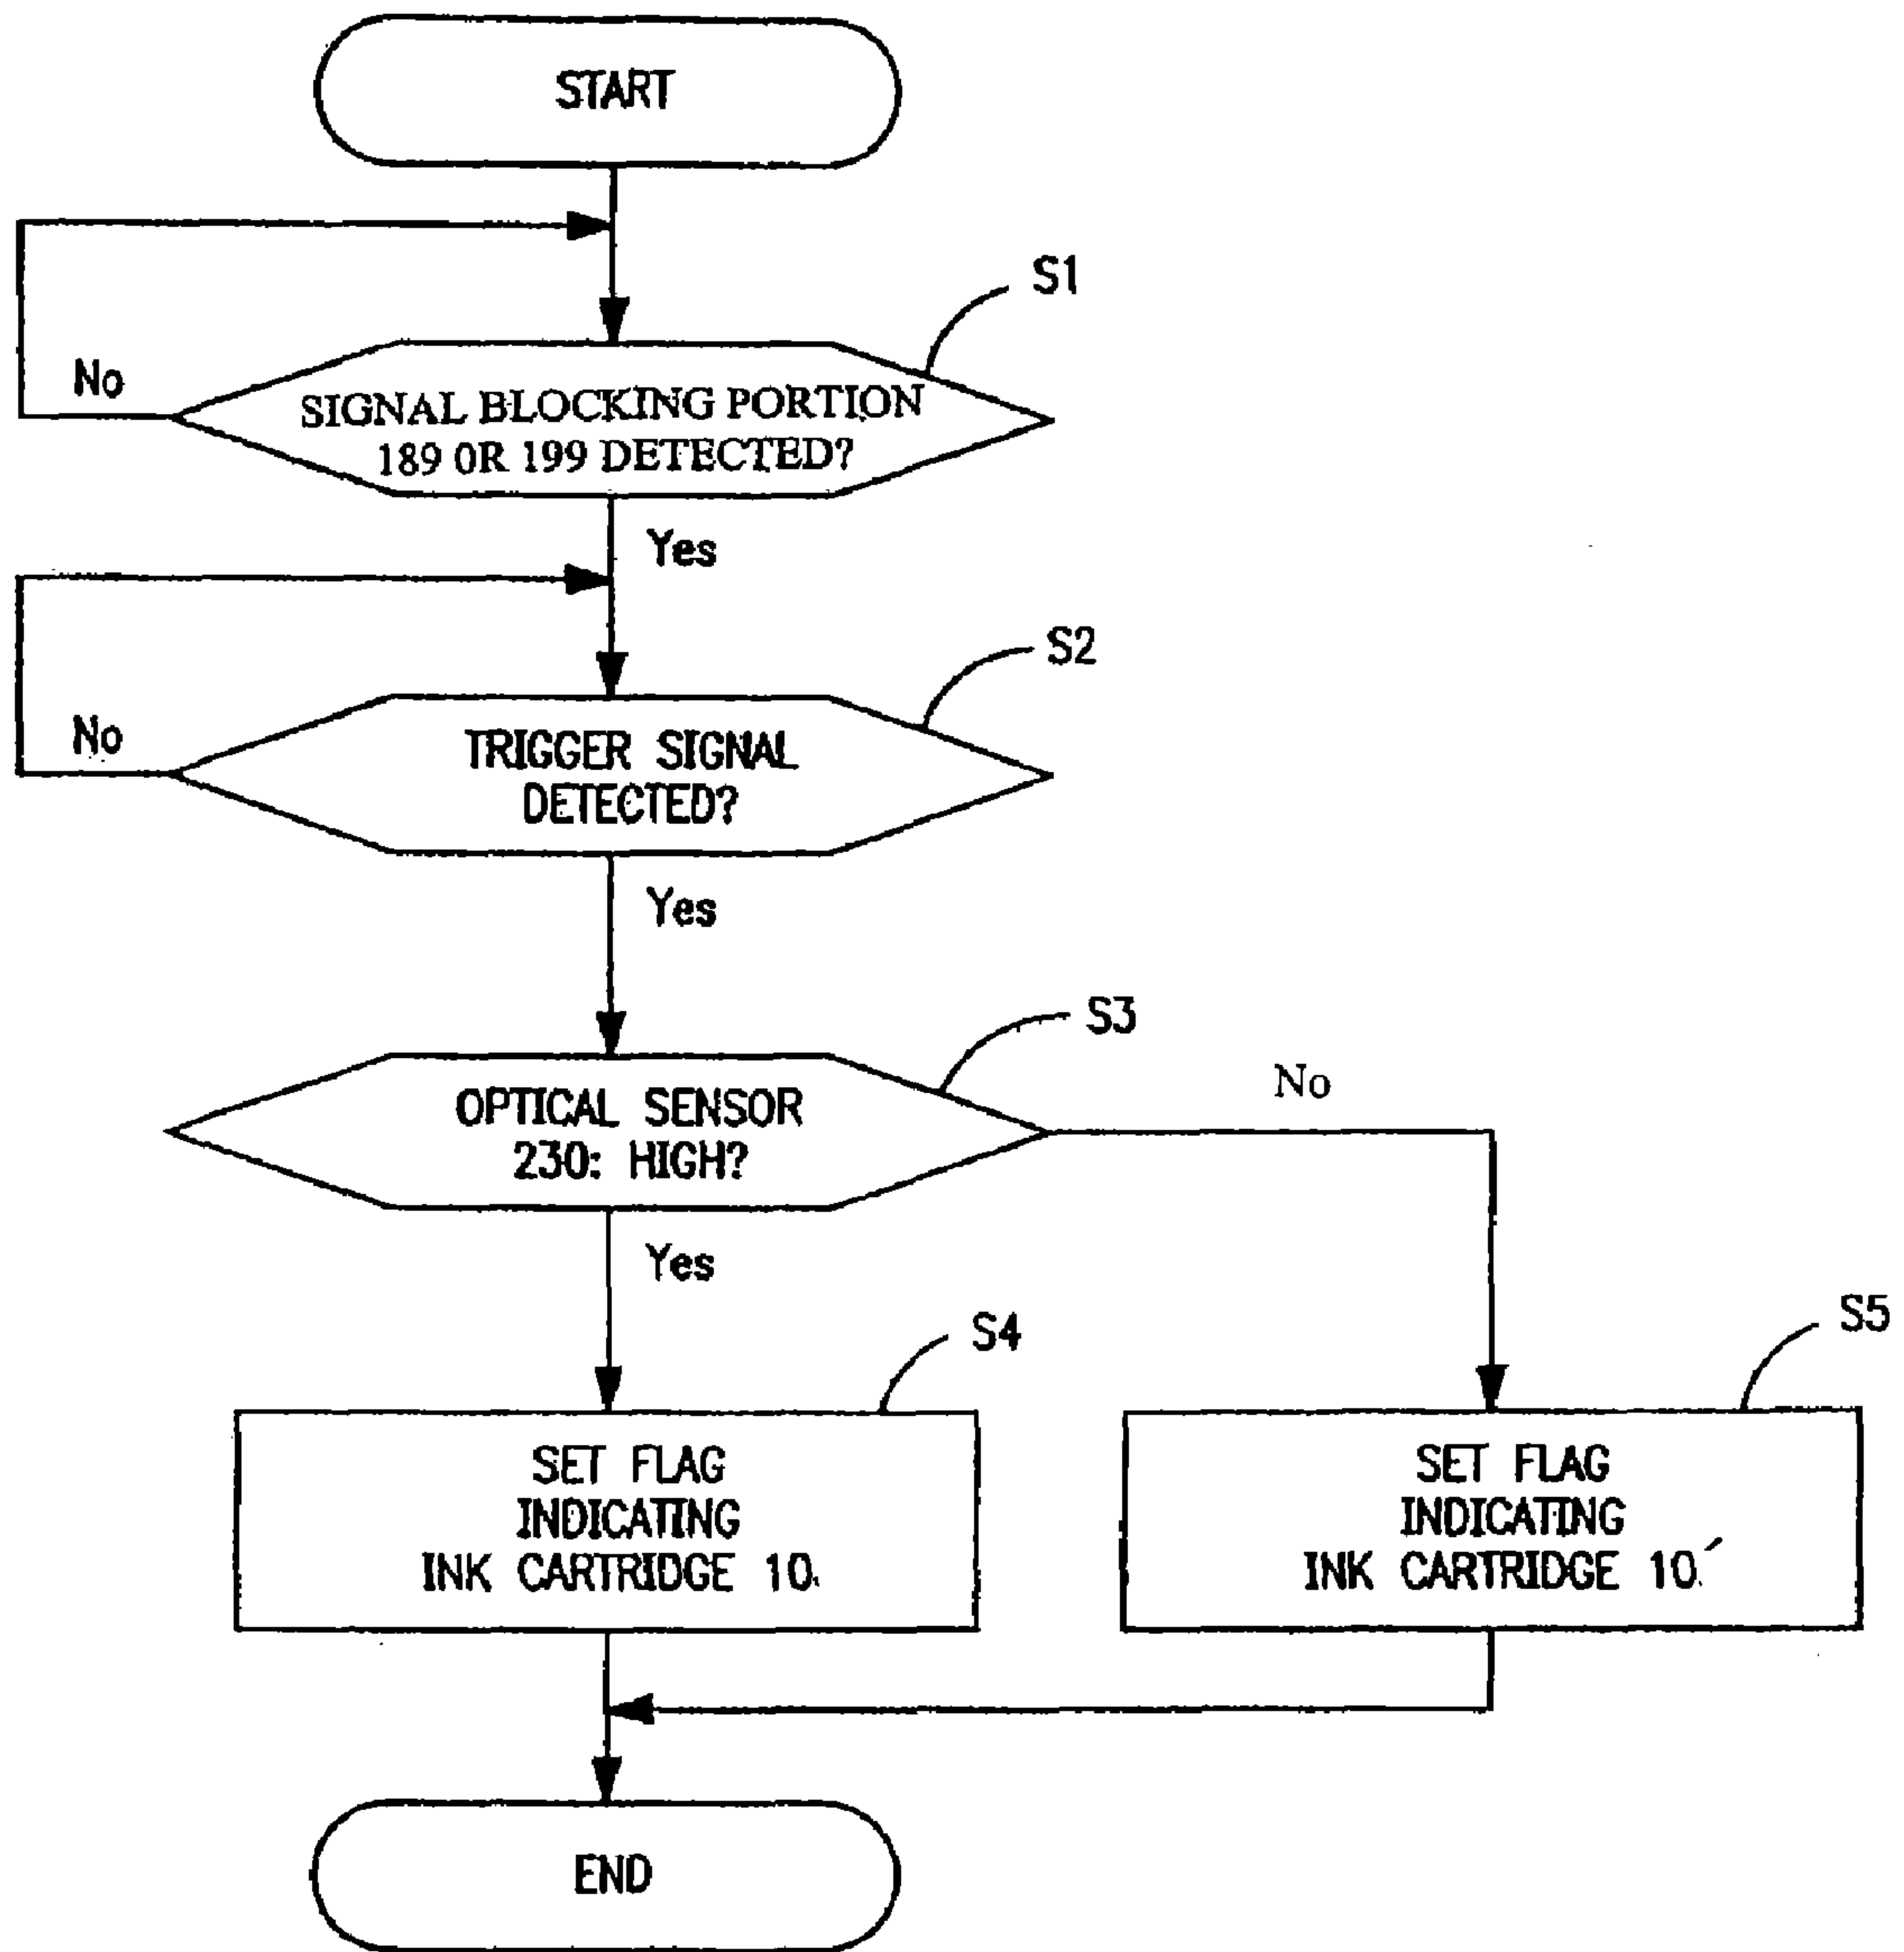 START
S1
No
SIGNAL BLOCKING PORTION
189 OR 199 DETECTED?
Yes
S2
No
TRIGGER SIGNAL
DETECTED?
Yes
S3
No
OPTICAL SENSOR
230: HIGH?
Yes
S4
S5
SET FLAG
INDICATING
INK CARTRIDGE 10
SET FLAG
INDICATING
INK CARTRIDGE 10´
END